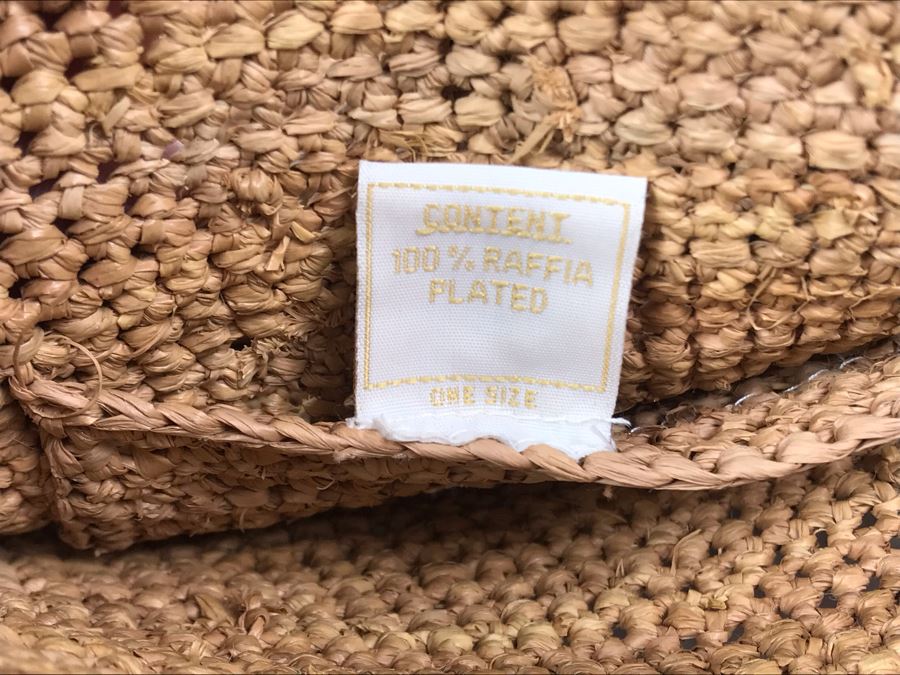 CONTENT
100 % RAFFIA
PLATED
ONE SIZE